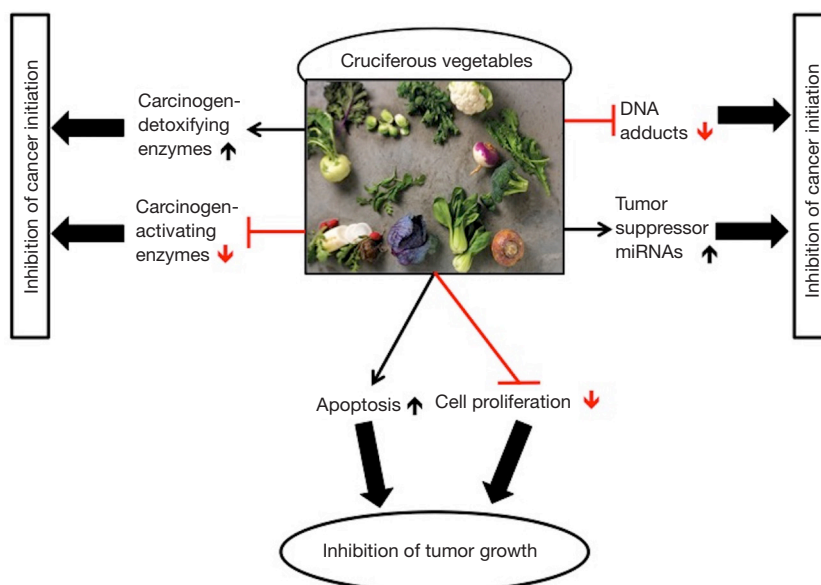 Cruciferous vegetables
Inhibition of cancer initiation
Carcinogen-
detoxifying
enzymes
Carcinogen-
activating
enzymes
DNA
adducts
Tumor
suppressor
miRNAs
Inhibition of cancer initiation
Apoptosis
Cell proliferation
Inhibition of tumor growth